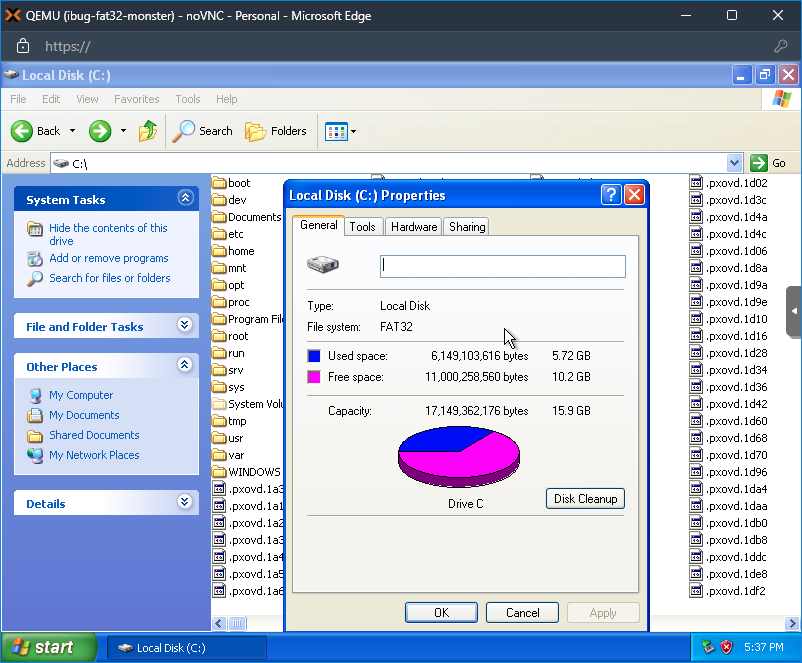 QEMU (ibug-fat32-monster) - noVNC - Personal - Microsoft Edge
https://
Local Disk (C:)
File Edit View Favorites Tools Help
Back Search Folders
Address C:\ Go
System Tasks
Hide the contents of this
drive
Add or remove programs
Search for files or folders
File and Folder Tasks
Other Places
My Computer
My Documents
Shared Documents
My Network Places
Details
boot
dev
Documents
etc
home
mnt
opt
proc
Program Fil
root
run
srv
sys
System Volu
tmp
usr
var
WINDOWS
.pxovd.1a3
.pxovd.1a1
.pxovd.1a2
.pxovd.1a3
.pxovd.1a4
.pxovd.1a5
.pxovd.1a6
Local Disk (C:) Properties
General Tools Hardware Sharing
Type: Local Disk
File system: FAT32
Used space: 6,149,103,616 bytes 5.72 GB
Free space: 11,000,258,560 bytes 10.2 GB
Capacity: 17,149,362,176 bytes 15.9 GB
Drive C
Disk Cleanup
OK Cancel Apply
.pxovd.1d02
.pxovd.1d3c
.pxovd.1d4a
.pxovd.1d4c
.pxovd.1d06
.pxovd.1d8a
.pxovd.1d9a
.pxovd.1d9e
.pxovd.1d10
.pxovd.1d16
.pxovd.1d28
.pxovd.1d34
.pxovd.1d36
.pxovd.1d42
.pxovd.1d60
.pxovd.1d68
.pxovd.1d70
.pxovd.1d96
.pxovd.1da4
.pxovd.1daa
.pxovd.1db0
.pxovd.1db8
.pxovd.1ddc
.pxovd.1de8
.pxovd.1df2
start
Local Disk (C:)
5:37 PM